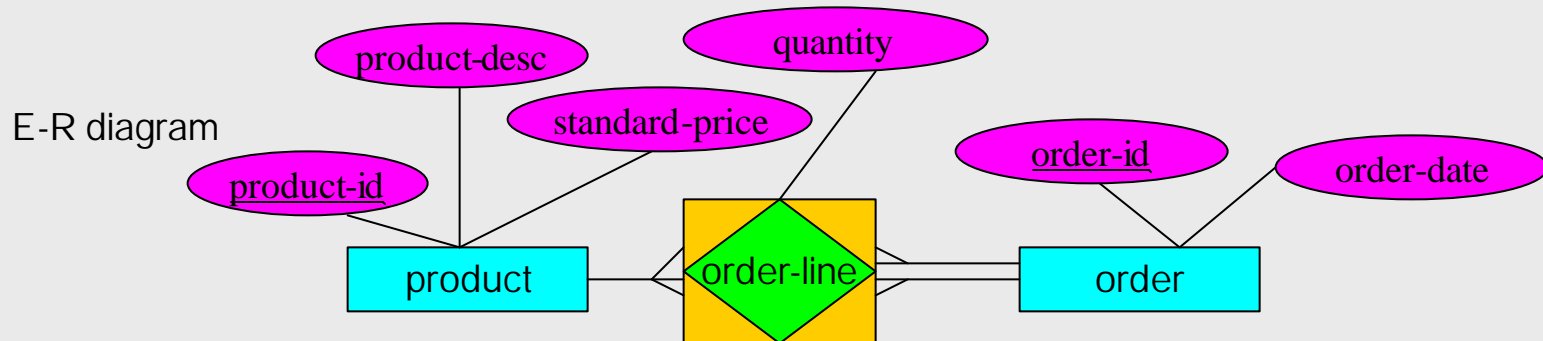 quantity
product-desc
standard-price
E-R diagram
order-id
order-date
product-id
product
order-line
order